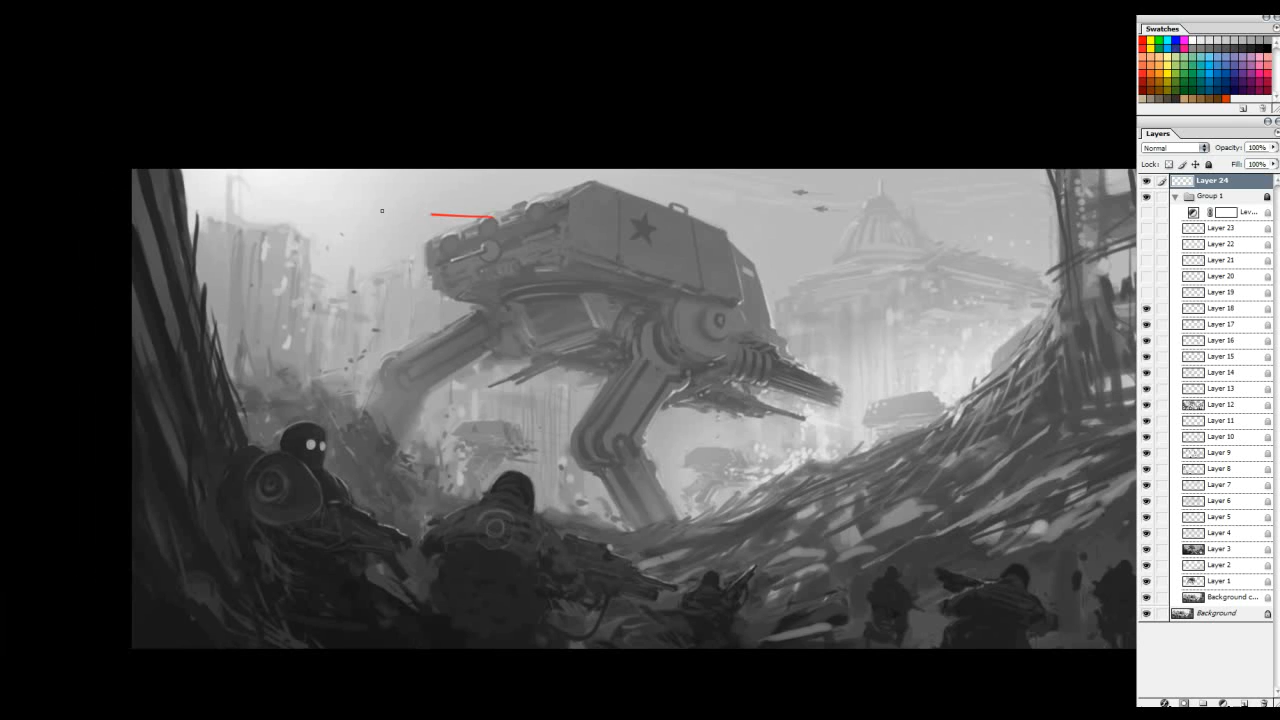 Swatches
Layers
Normal Opacity: 100%
Lock: Fill: 100%
Layer 24
Group 1
Lev...
Layer 23
Layer 22
Layer 21
Layer 20
Layer 19
Layer 18
Layer 17
Layer 16
Layer 15
Layer 14
Layer 13
Layer 12
Layer 11
Layer 10
Layer 9
Layer 8
Layer 7
Layer 6
Layer 5
Layer 4
Layer 3
Layer 2
Layer 1
Background c...
Background